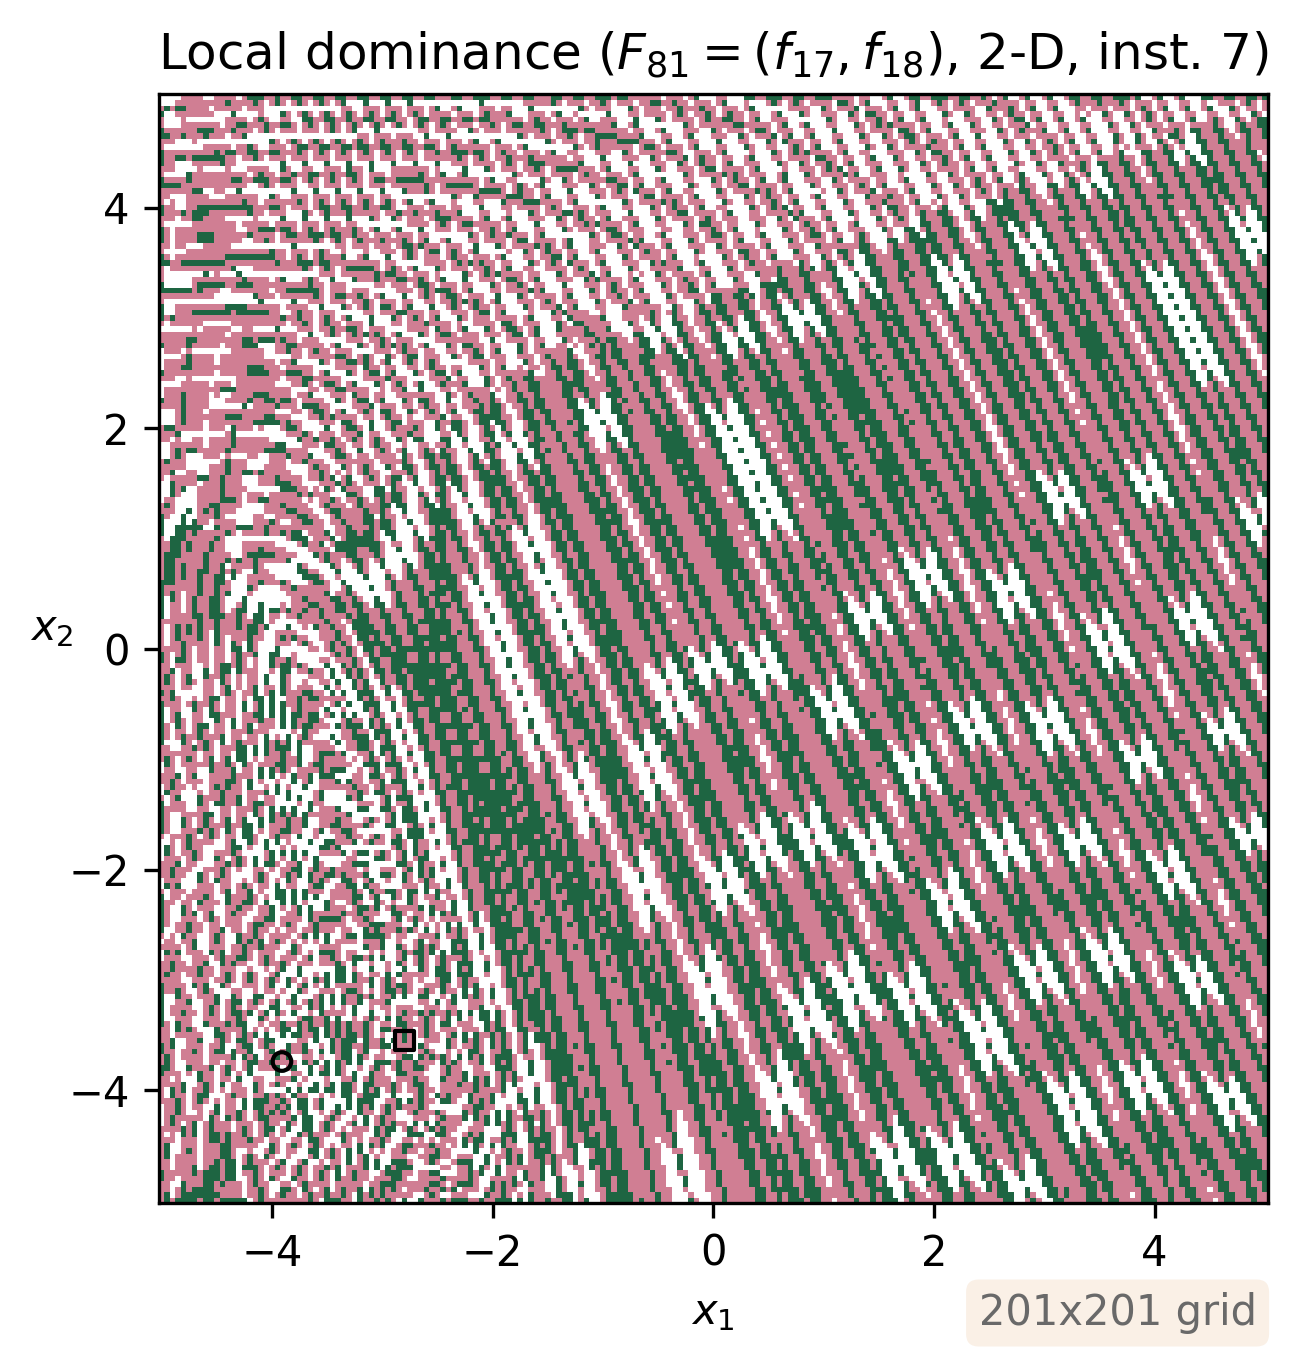 Local dominance (F₈₁ = (f₁₇, f₁₈), 2-D, inst. 7)
4
2
0
−2
−4
x₂
−4
−2
0
2
4
x₁
201x201 grid